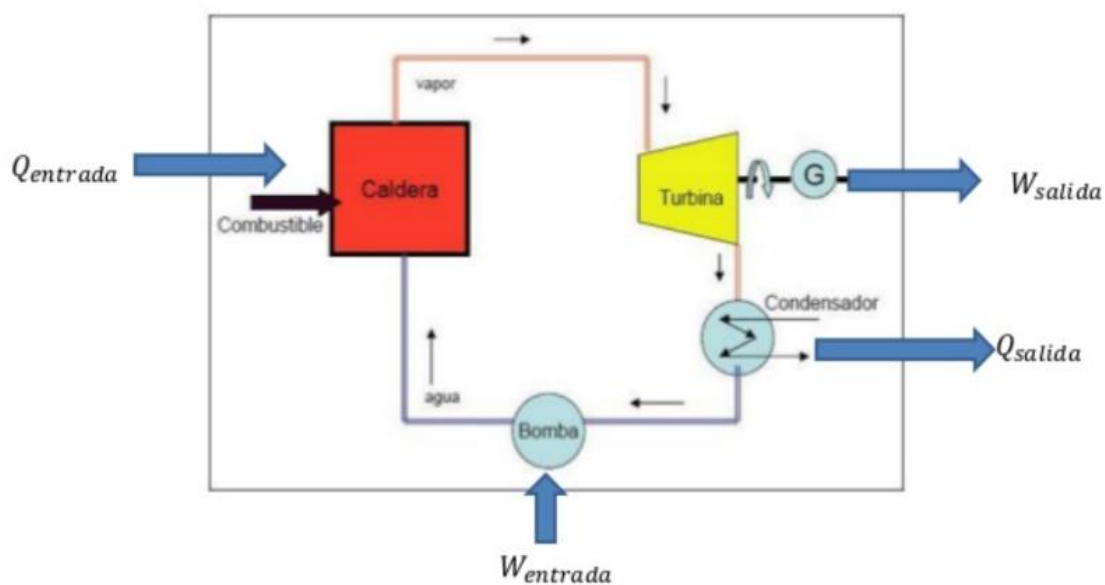 vapor
Q_entrada
Caldera
Combustible
Turbina
G
W_salida
Condensador
Q_salida
agua
Bomba
W_entrada